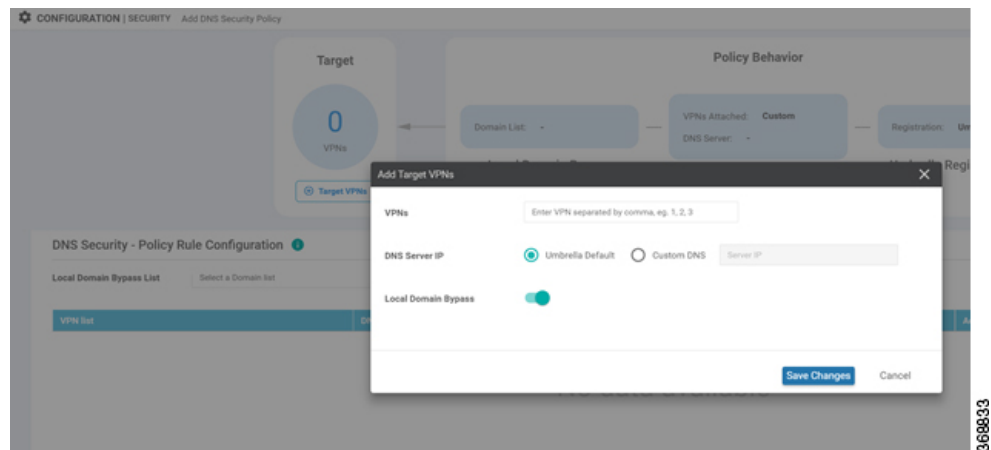 CONFIGURATION | SECURITY Add DNS Security Policy
Target
Policy Behavior
0
VPNs
Domain List: -
VPNs Attached: Custom
DNS Server: -
Registration:
Target VPNs
Add Target VPNs
VPNs
Enter VPN separated by comma, eg. 1, 2, 3
DNS Server IP
Umbrella Default
Custom DNS
Server IP
Local Domain Bypass
Save Changes
Cancel
DNS Security - Policy Rule Configuration
Local Domain Bypass List
Select a Domain list
VPN list
368833